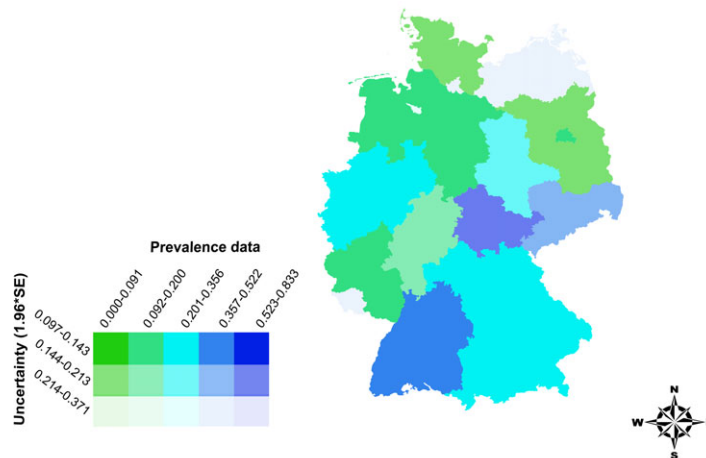 Prevalence data
0.000-0.091
0.092-0.200
0.201-0.356
0.357-0.522
0.523-0.833
Uncertainty (1.96*SE)
0.097-0.143
0.144-0.213
0.214-0.371
N
W
E
S